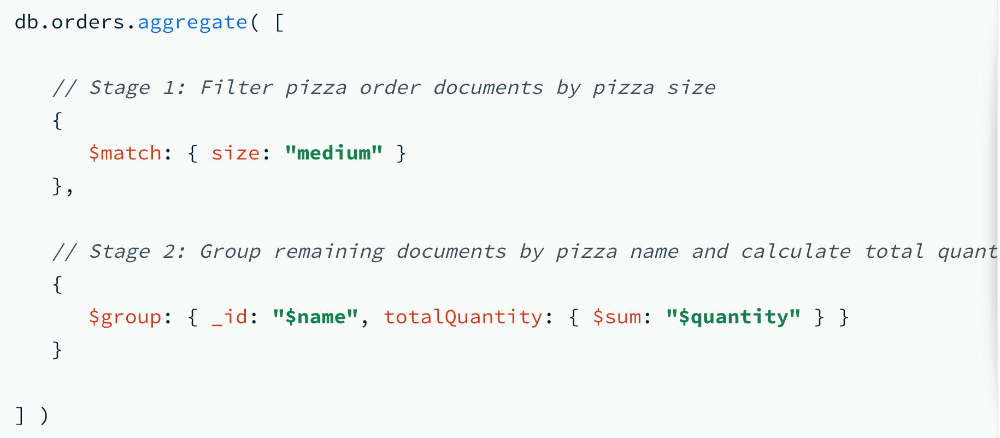 db.orders.aggregate( [
// Stage 1: Filter pizza order documents by pizza size
{
$match: { size: "medium" }
},
// Stage 2: Group remaining documents by pizza name and calculate total quant
{
$group: { _id: "$name", totalQuantity: { $sum: "$quantity" } }
}
] )